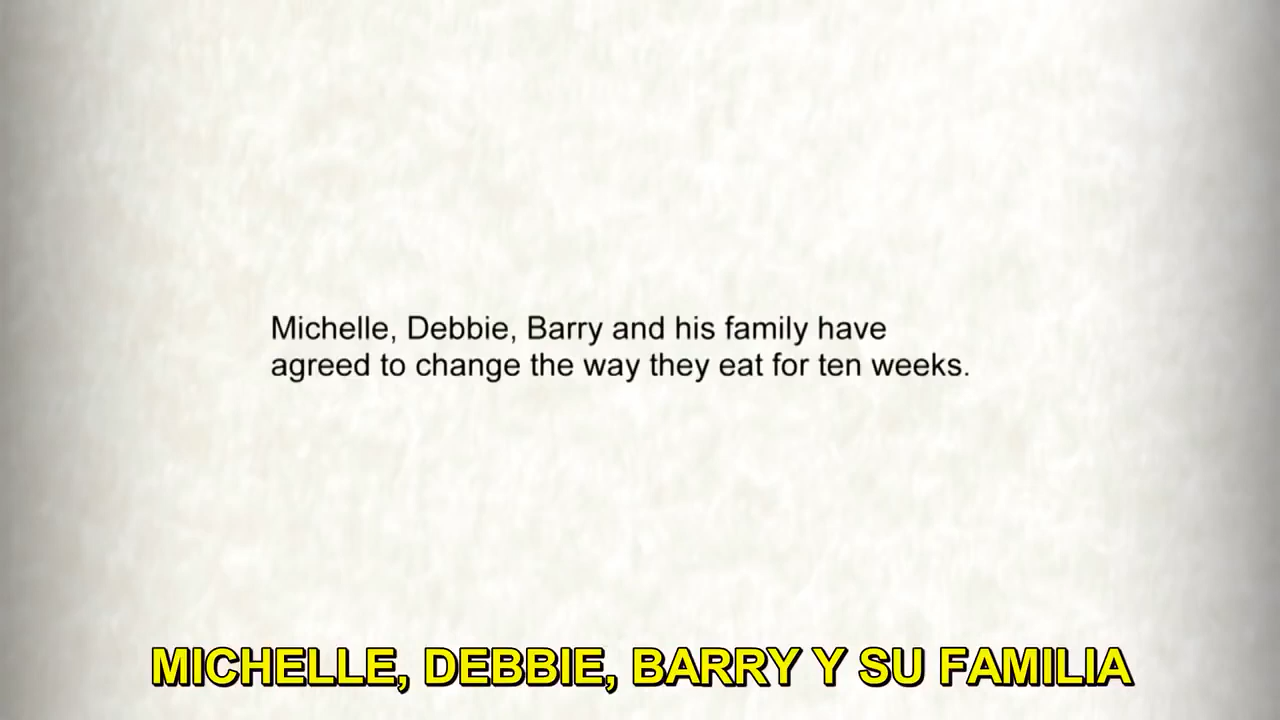 Michelle, Debbie, Barry and his family have
agreed to change the way they eat for ten weeks.
MICHELLE, DEBBIE, BARRY Y SU FAMILIA